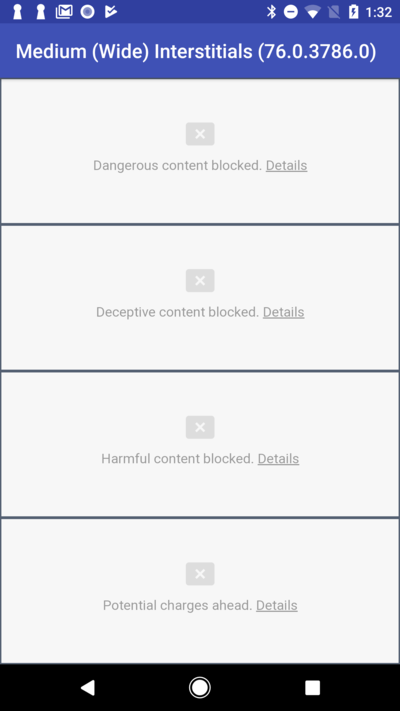 1:32
Medium (Wide) Interstitials (76.0.3786.0)
Dangerous content blocked. Details
Deceptive content blocked. Details
Harmful content blocked. Details
Potential charges ahead. Details